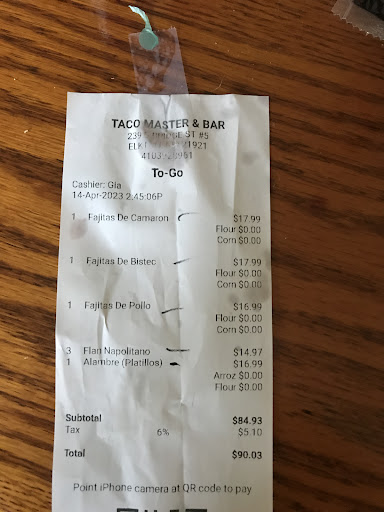 TACO MASTER & BAR
ST #5
ELK 21921
To-Go
Cashier: Gia
14-Apr-2023 2:45:06P
1 Fajitas De Camaron $17.99
Flour $0.00
Corn $0.00
1 Fajitas De Bistec $17.99
Flour $0.00
Corn $0.00
1 Fajitas De Pollo $16.99
Flour $0.00
Corn $0.00
3 Flan Napolitano $14.97
1 Alambre (Platillos) $16.99
Arroz $0.00
Flour $0.00
Subtotal $84.93
Tax 6% $5.10
Total $90.03
Point iPhone camera at QR code to pay